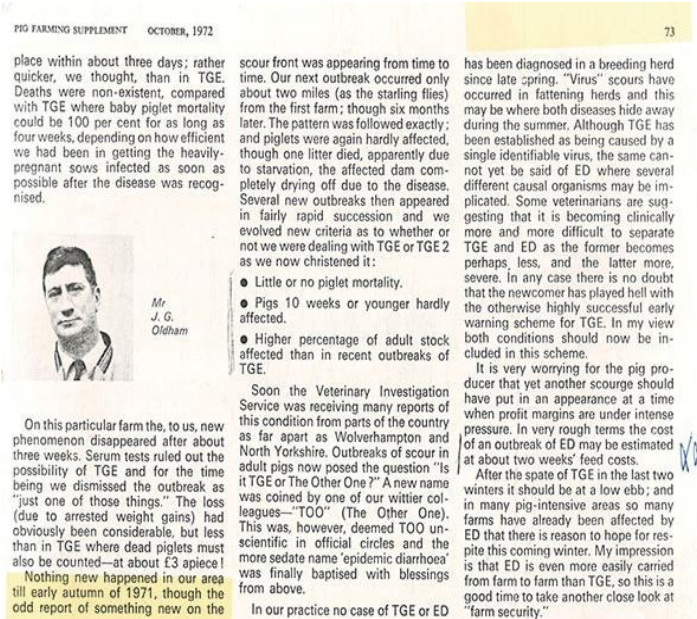 PIG FARMING SUPPLEMENT OCTOBER, 1972
73
place within about three days; rather
quicker, we thought, than in TGE.
Deaths were non-existent, compared
with TGE where baby piglet mortality
could be 100 per cent for as long as
four weeks, depending on how efficient
we had been in getting the heavily-
pregnant sows infected as soon as
possible after the disease was recog-
nised.
Mr
J. G.
Oldham
On this particular farm the, to us, new
phenomenon disappeared after about
three weeks. Serum tests ruled out the
possibility of TGE and for the time
being we dismissed the outbreak as
"just one of those things." The loss
(due to arrested weight gains) had
obviously been considerable, but less
than in TGE where dead piglets must
also be counted—at about £3 apiece!
Nothing new happened in our area
till early autumn of 1971, though the
odd report of something new on the
scour front was appearing from time to
time. Our next outbreak occurred only
about two miles (as the starling flies)
from the first farm; though six months
later. The pattern was followed exactly;
and piglets were again hardly affected,
though one litter died, apparently due
to starvation, the affected dam com-
pletely drying off due to the disease.
Several new outbreaks then appeared
in fairly rapid succession and we
evolved new criteria as to whether or
not we were dealing with TGE or TGE 2
as we now christened it:
● Little or no piglet mortality.
● Pigs 10 weeks or younger hardly
affected.
● Higher percentage of adult stock
affected than in recent outbreaks of
TGE.
Soon the Veterinary Investigation
Service was receiving many reports of
this condition from parts of the country
as far apart as Wolverhampton and
North Yorkshire. Outbreaks of scour in
adult pigs now posed the question "Is
it TGE or The Other One?" A new name
was coined by one of our wittier col-
leagues—"TOO" (The Other One).
This was, however, deemed TOO un-
scientific in official circles and the
more sedate name 'epidemic diarrhoea'
was finally baptised with blessings
from above.
In our practice no case of TGE or ED
has been diagnosed in a breeding herd
since late spring. "Virus" scours have
occurred in fattening herds and this
may be where both diseases hide away
during the summer. Although TGE has
been established as being caused by a
single identifiable virus, the same can-
not yet be said of ED where several
different causal organisms may be im-
plicated. Some veterinarians are sug-
gesting that it is becoming clinically
more and more difficult to separate
TGE and ED as the former becomes
perhaps less, and the latter more,
severe. In any case there is no doubt
that the newcomer has played hell with
the otherwise highly successful early
warning scheme for TGE. In my view
both conditions should now be in-
cluded in this scheme.
It is very worrying for the pig pro-
ducer that yet another scourge should
have put in an appearance at a time
when profit margins are under intense
pressure. In very rough terms the cost
of an outbreak of ED may be estimated
at about two weeks' feed costs.
After the spate of TGE in the last two
winters it should be at a low ebb; and
in many pig-intensive areas so many
farms have already been affected by
ED that there is reason to hope for res-
pite this coming winter. My impression
is that ED is even more easily carried
from farm to farm than TGE, so this is a
good time to take another close look at
"farm security."